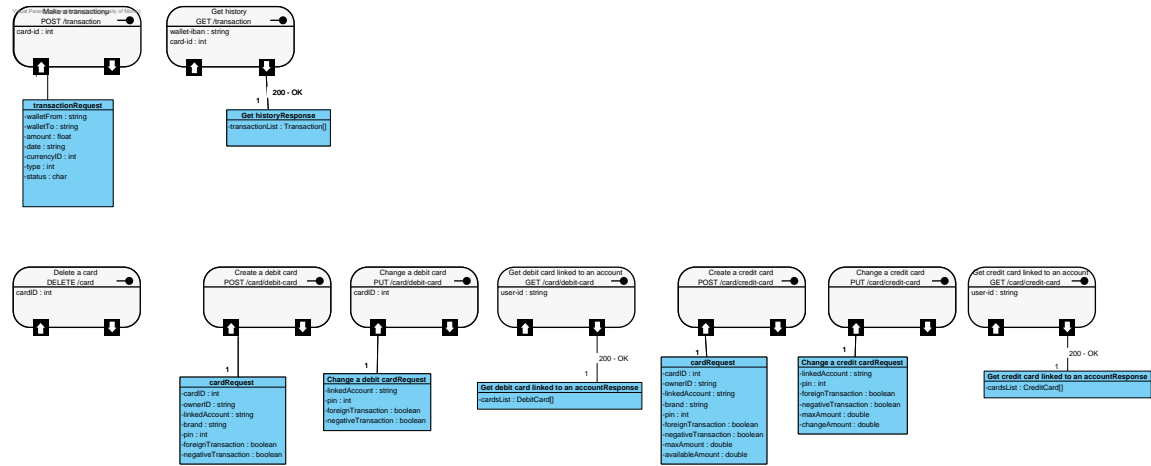 Make a transaction
POST /transaction
card-id : int
Get history
GET /transaction
wallet-iban : string
card-id : int
transactionRequest
-walletFrom : string
-walletTo : string
-amount : float
-date : string
-currencyID : int
-type : int
-status : char
200 - OK
1
Get historyResponse
-transactionList : Transaction[]
Delete a card
DELETE /card
cardID : int
Create a debit card
POST /card/debit-card
1
cardRequest
-cardID : int
-ownerID : string
-linkedAccount : string
-brand : string
-pin : int
-foreignTransaction : boolean
-negativeTransaction : boolean
Change a debit card
PUT /card/debit-card
cardID : int
1
Change a debit cardRequest
-linkedAccount : string
-pin : int
-foreignTransaction : boolean
-negativeTransaction : boolean
Get debit card linked to an account
GET /card/debit-card
user-id : string
200 - OK
1
Get debit card linked to an accountResponse
-cardsList : DebitCard[]
Create a credit card
POST /card/credit-card
1
cardRequest
-cardID : int
-ownerID : string
-linkedAccount : string
-brand : string
-pin : int
-foreignTransaction : boolean
-negativeTransaction : boolean
-maxAmount : double
-availableAmount : double
Change a credit card
PUT /card/credit-card
1
Change a credit cardRequest
-linkedAccount : string
-pin : int
-foreignTransaction : boolean
-negativeTransaction : boolean
-maxAmount : double
-changeAmount : double
Get credit card linked to an account
GET /card/credit-card
user-id : string
200 - OK
1
Get credit card linked to an accountResponse
-cardsList : CreditCard[]